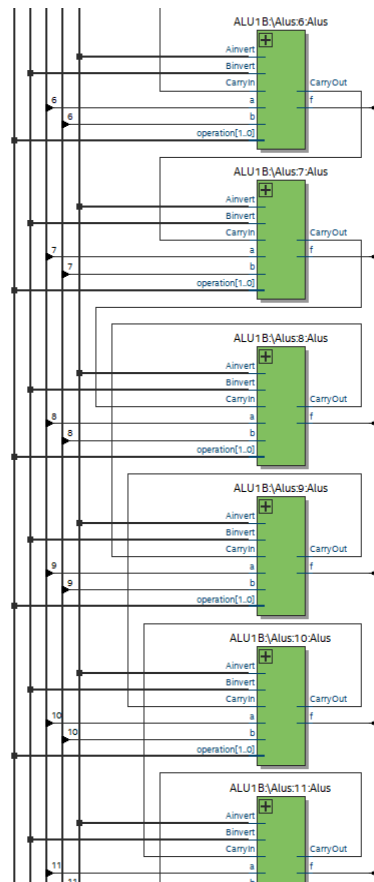 ALU1B:\Alus:6:Alus
Ainvert
Binvert
CarryIn CarryOut
6 a f
6 b
operation[1..0]
ALU1B:\Alus:7:Alus
Ainvert
Binvert
CarryIn CarryOut
7 a f
7 b
operation[1..0]
ALU1B:\Alus:8:Alus
Ainvert
Binvert
CarryIn CarryOut
8 a f
8 b
operation[1..0]
ALU1B:\Alus:9:Alus
Ainvert
Binvert
CarryIn CarryOut
9 a f
9 b
operation[1..0]
ALU1B:\Alus:10:Alus
Ainvert
Binvert
CarryIn CarryOut
10 a f
10 b
operation[1..0]
ALU1B:\Alus:11:Alus
Ainvert
Binvert
CarryIn CarryOut
11 a f